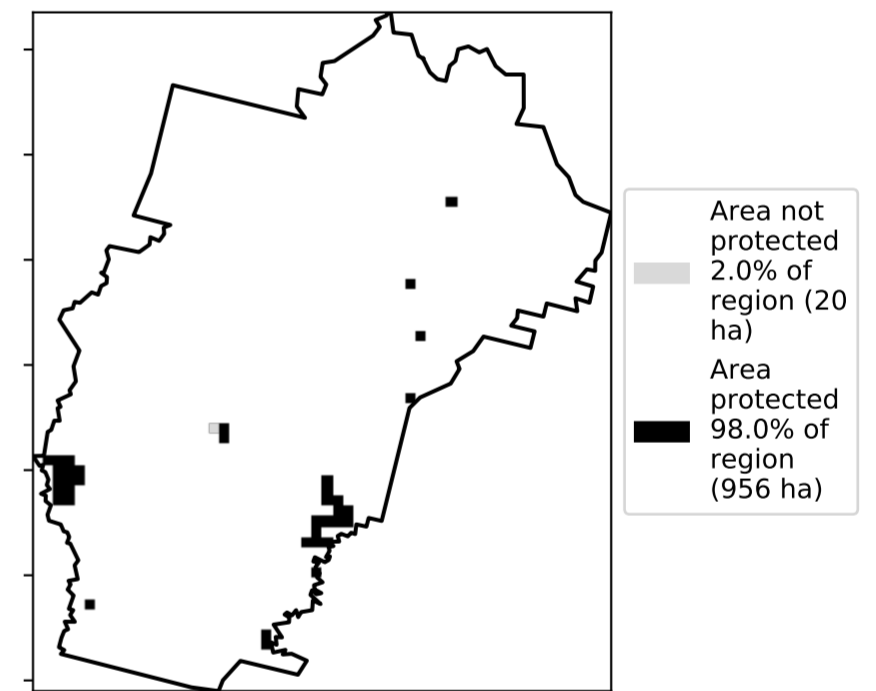 Area not
protected
2.0% of
region (20
ha)
Area
protected
98.0% of
region
(956 ha)